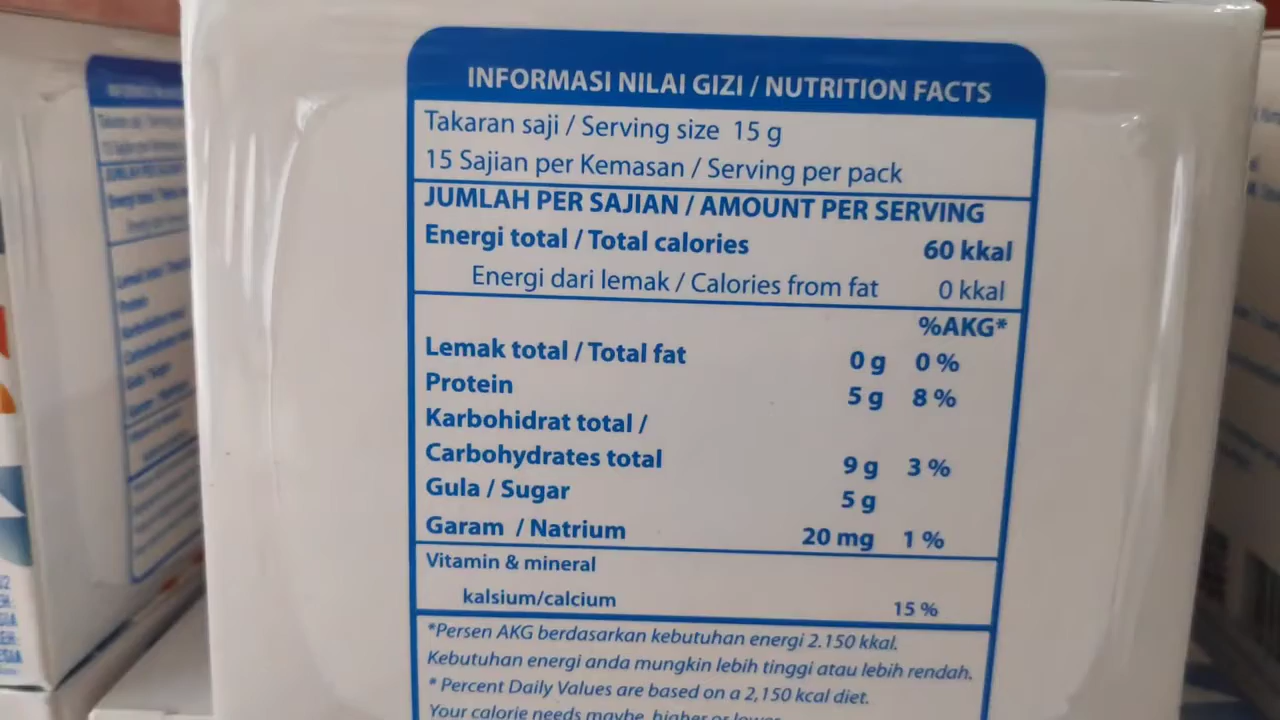 INFORMASI NILAI GIZI / NUTRITION FACTS
Takaran saji / Serving size 15 g
15 Sajian per Kemasan / Serving per pack
JUMLAH PER SAJIAN / AMOUNT PER SERVING
Energi total / Total calories 60 kkal
Energi dari lemak / Calories from fat 0 kkal
%AKG*
Lemak total / Total fat 0 g 0 %
Protein 5 g 8 %
Karbohidrat total /
Carbohydrates total 9 g 3 %
Gula / Sugar 5 g
Garam / Natrium 20 mg 1 %
Vitamin & mineral
kalsium/calcium 15 %
*Persen AKG berdasarkan kebutuhan energi 2.150 kkal.
Kebutuhan energi anda mungkin lebih tinggi atau lebih rendah.
* Percent Daily Values are based on a 2,150 kcal diet.
Your calorie needs maybe higher or lower